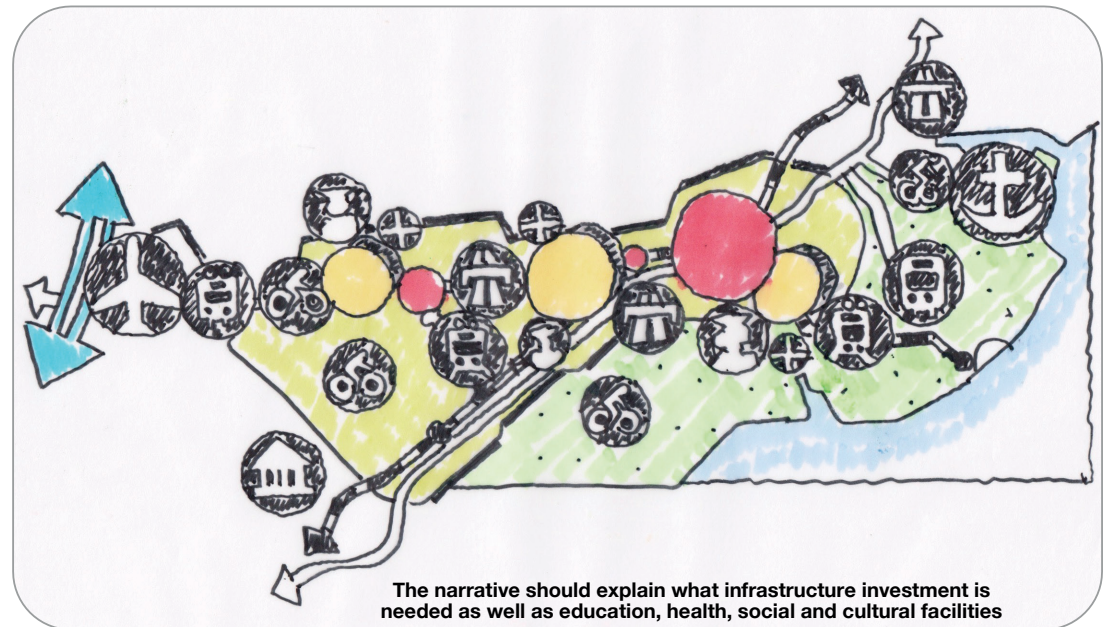 The narrative should explain what infrastructure investment is
needed as well as education, health, social and cultural facilities